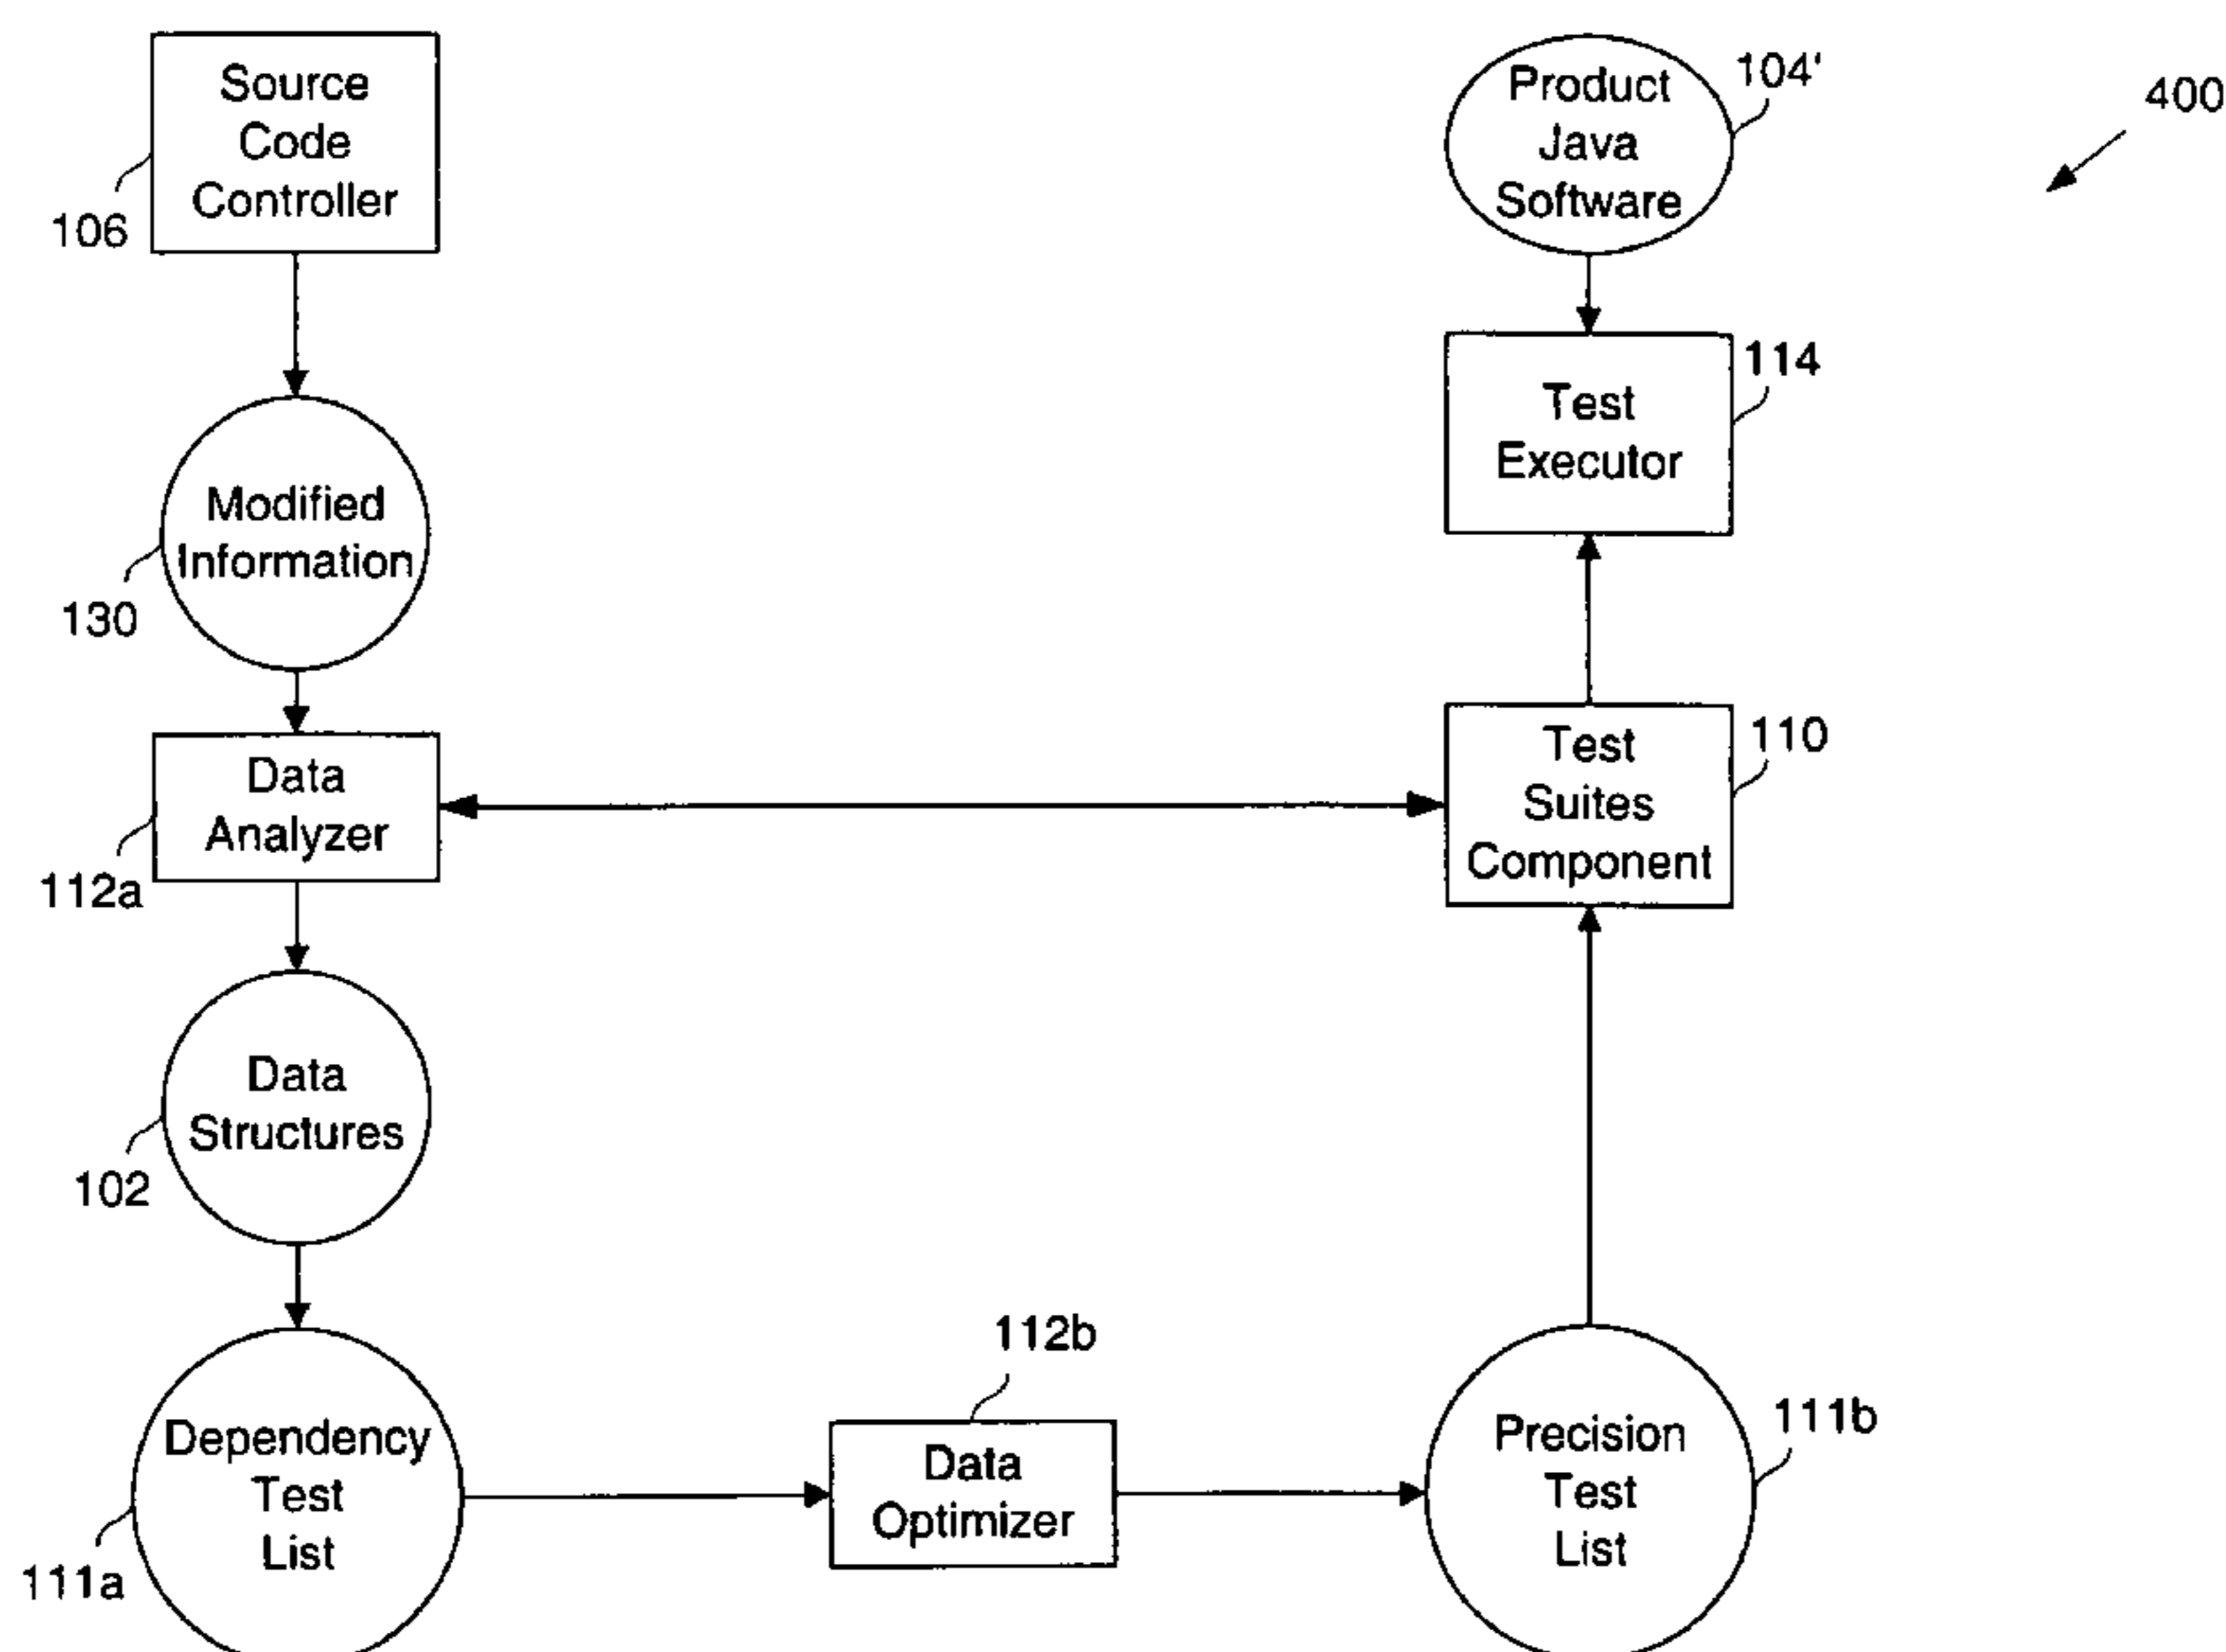 Source
Code
Controller
106
Product
Java
Software
104'
400
Modified
Information
130
Test
Executor
114
Data
Analyzer
112a
Test
Suites
Component
110
Data
Structures
102
Dependency
Test
List
111a
112b
Data
Optimizer
Precision
Test
List
111b